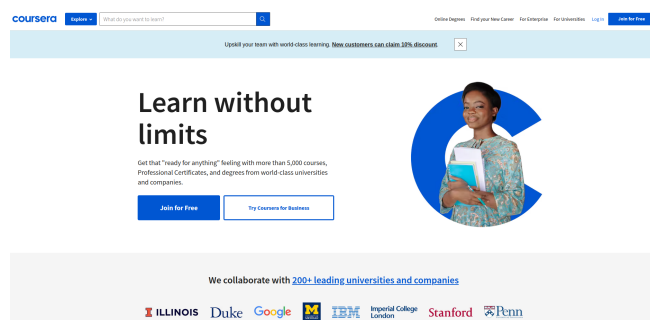 coursera
Explore
What do you want to learn?
Online Degrees
Find your New Career
For Enterprise
For Universities
Log In
Join for Free
Upskill your team with world-class learning. New customers can claim 10% discount.
Learn without
limits
Get that "ready for anything" feeling with more than 5,000 courses,
Professional Certificates, and degrees from world-class universities
and companies.
Join for Free
Try Coursera for Business
We collaborate with 200+ leading universities and companies
I ILLINOIS
Duke
Google
M
IBM
Imperial College
London
Stanford
Penn